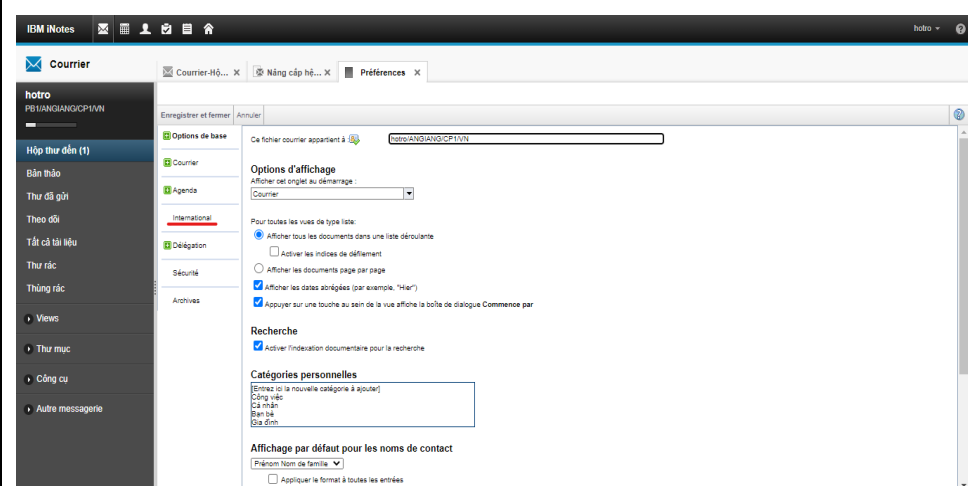 IBM iNotes
hotro
Courrier
Courrier-Hộ... X
Nâng cấp hệ... X
Préférences X
hotro
PB1/ANGIANG/CP1/VN
Enregistrer et fermer
Annuler
Hộp thư đến (1)
Bản thảo
Thư đã gửi
Theo dõi
Tất cả tài liệu
Thư rác
Thùng rác
Views
Thư mục
Công cụ
Autre messagerie
Options de base
Courrier
Agenda
International
Délégation
Sécurité
Archives
Ce fichier courrier appartient à :
hotro/ANGIANG/CP1/VN
Options d'affichage
Afficher cet onglet au démarrage :
Courrier
Pour toutes les vues de type liste:
Afficher tous les documents dans une liste déroulante
Activer les indices de défilement
Afficher les documents page par page
Afficher les dates abrégées (par exemple, "Hier")
Appuyer sur une touche au sein de la vue affiche la boîte de dialogue Commence par
Recherche
Activer l'indexation documentaire pour la recherche
Catégories personnelles
[Entrez ici la nouvelle catégorie à ajouter]
Công việc
Cá nhân
Bạn bè
Gia đình
Affichage par défaut pour les noms de contact
Prénom Nom de famille
Appliquer le format à toutes les entrées